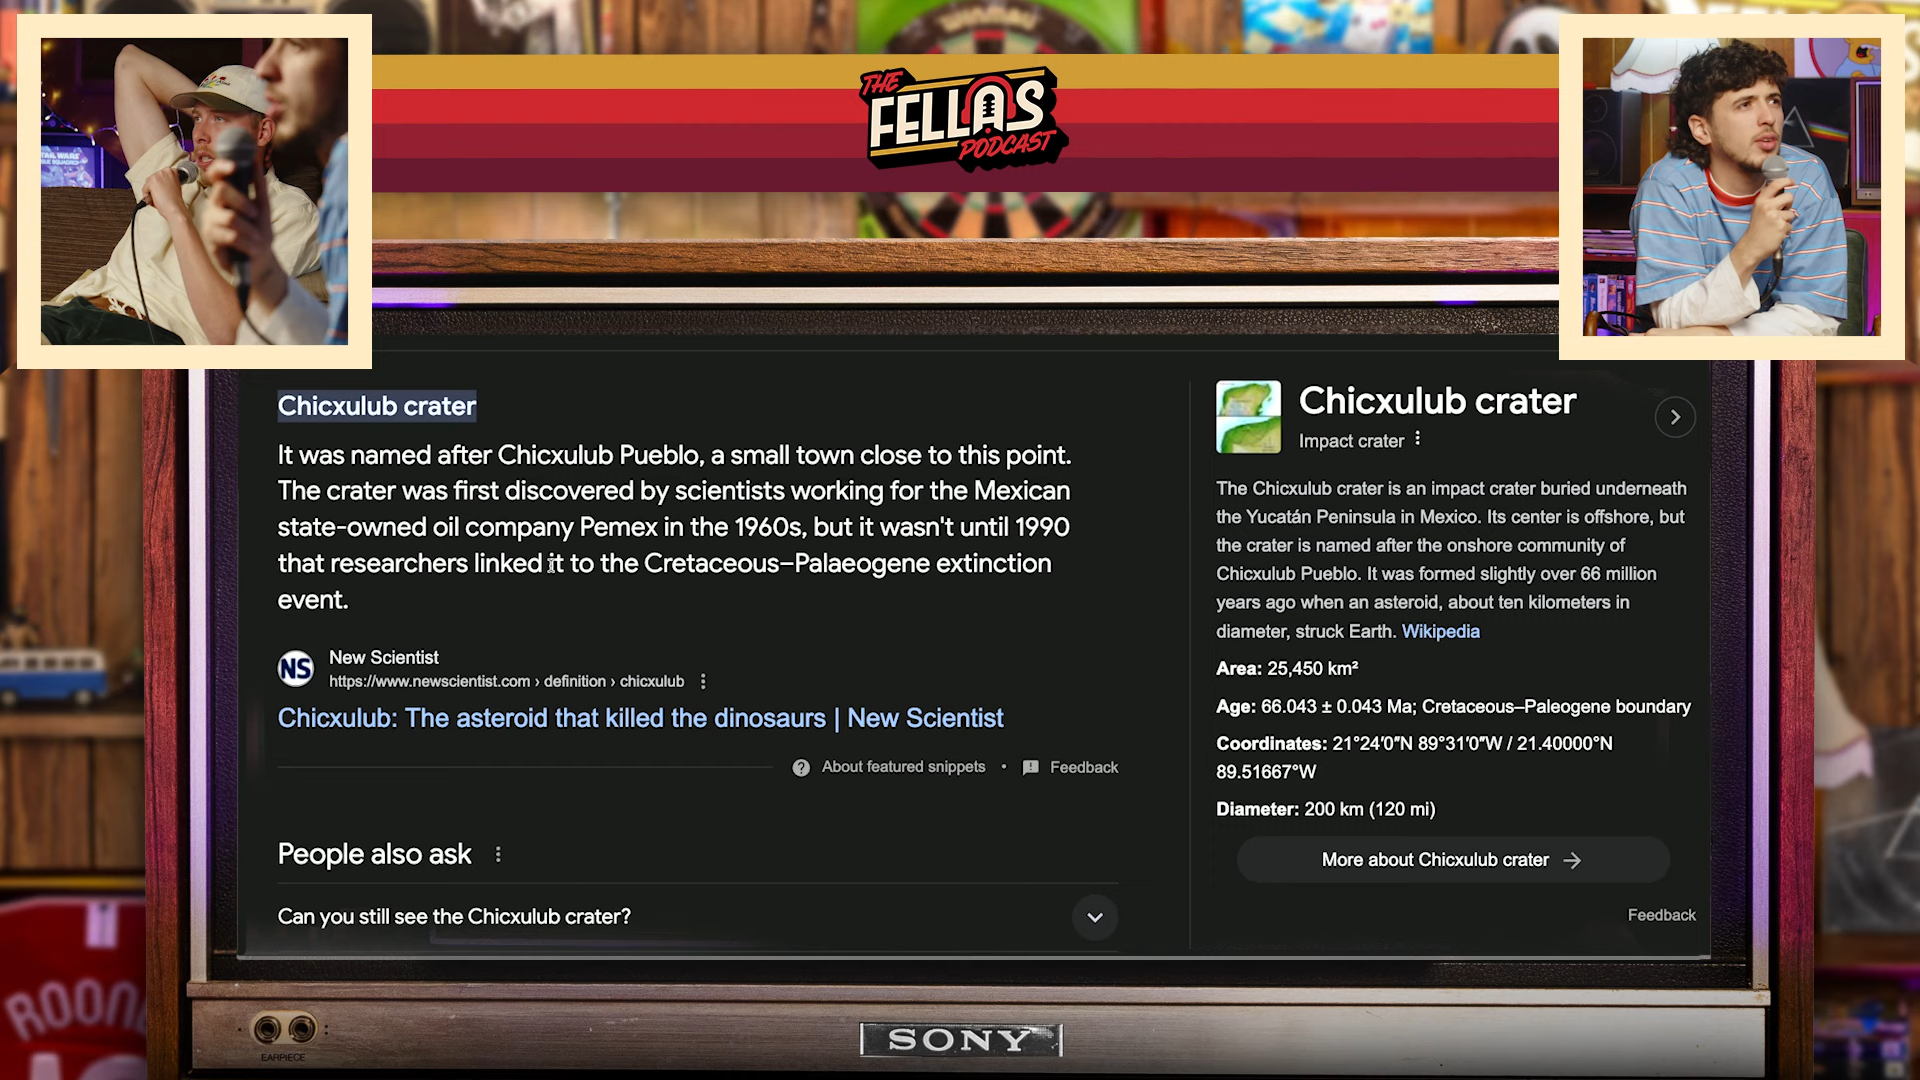 THE
FELLAS
PODCAST
STAR WARS
Chicxulub crater
It was named after Chicxulub Pueblo, a small town close to this point.
The crater was first discovered by scientists working for the Mexican
state-owned oil company Pemex in the 1960s, but it wasn't until 1990
that researchers linked it to the Cretaceous–Palaeogene extinction
event.
NS
New Scientist
https://www.newscientist.com › definition › chicxulub
Chicxulub: The asteroid that killed the dinosaurs | New Scientist
About featured snippets • Feedback
People also ask
Can you still see the Chicxulub crater?
Chicxulub crater
Impact crater
The Chicxulub crater is an impact crater buried underneath
the Yucatán Peninsula in Mexico. Its center is offshore, but
the crater is named after the onshore community of
Chicxulub Pueblo. It was formed slightly over 66 million
years ago when an asteroid, about ten kilometers in
diameter, struck Earth. Wikipedia
Area: 25,450 km²
Age: 66.043 ± 0.043 Ma; Cretaceous–Paleogene boundary
Coordinates: 21°24′0″N 89°31′0″W / 21.40000°N
89.51667°W
Diameter: 200 km (120 mi)
More about Chicxulub crater →
Feedback
EARPIECE
SONY